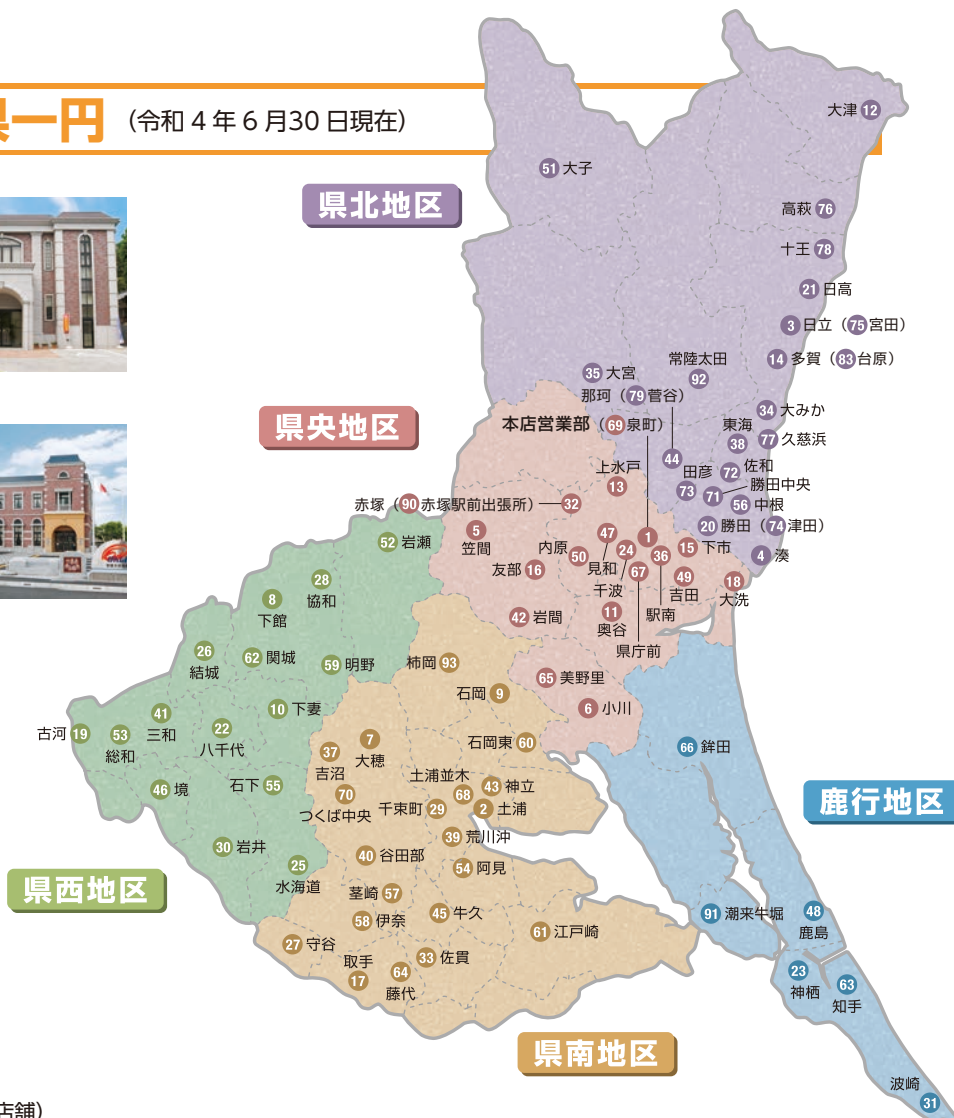 県一円 （令和 4 年 6 月30 日現在）
大津 12
51 大子
県北地区
高萩 76
十王 78
21 日高
3 日立（75 宮田）
常陸太田
92
14 多賀（83 台原）
35 大宮
那珂（79 菅谷）
34 大みか
県央地区
本店営業部（69 泉町）
東海
38
77 久慈浜
44
上水戸
13
田彦
73
72 佐和
71
勝田中央
56 中根
赤塚（90 赤塚駅前出張所）
32
20 勝田（74 津田）
52 岩瀬
5
笠間
内原
50
47
見和
24
千波
1
36
駅南
15 下市
4 湊
友部 16
67
県庁前
49
吉田
18
大洗
28
協和
8
下館
42 岩間
11
奥谷
26
結城
62 関城
59 明野
柿岡 93
65 美野里
石岡 9
6 小川
10 下妻
古河 19
53
総和
41
三和
22
八千代
37
吉沼
7
大穂
石岡東 60
66 鉾田
46 境
石下 55
70
つくば中央
土浦並木
68
43 神立
千束町 29
2 土浦
鹿行地区
30 岩井
39 荒川沖
25
水海道
40 谷田部
54 阿見
県西地区
茎崎 57
58 伊奈
45 牛久
61 江戸崎
91 潮来牛堀
48
鹿島
27 守谷
取手
17
64
藤代
33 佐貫
23
神栖
63
知手
県南地区
波崎
31
店舗）